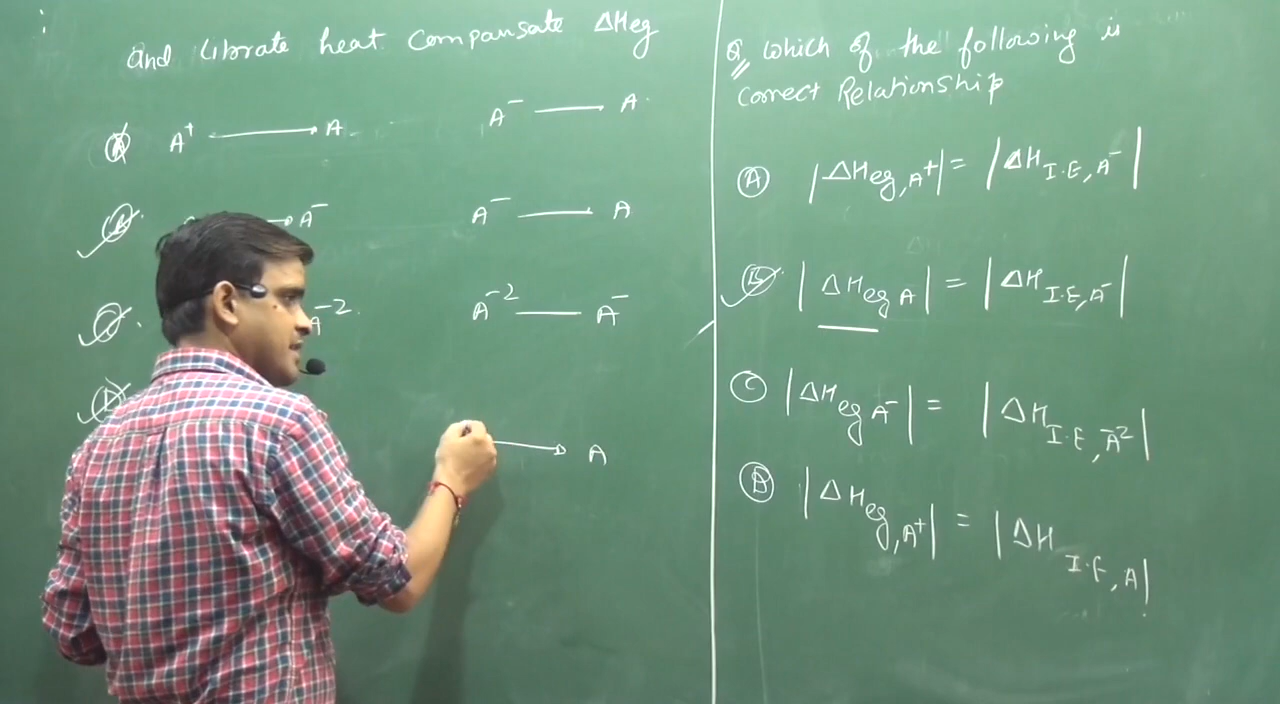 and librate heat compansate ΔHeg
Ⓐ A⁺ → A
A⁻ — A
Ⓑ → A⁻
A⁻ — A
Ⓒ A⁻²
A⁻² — A⁻
Ⓓ
→ A
Q, Which of the following is
Correct Relationship
Ⓐ |ΔHeg,A⁺| = |ΔH I.E,A⁻|
Ⓑ |ΔHeg A| = |ΔH I.E,A⁻|
Ⓒ |ΔHeg A⁻| = |ΔH I.E,A⁻²|
Ⓓ |ΔHeg,A⁺| = |ΔH I.E,A|